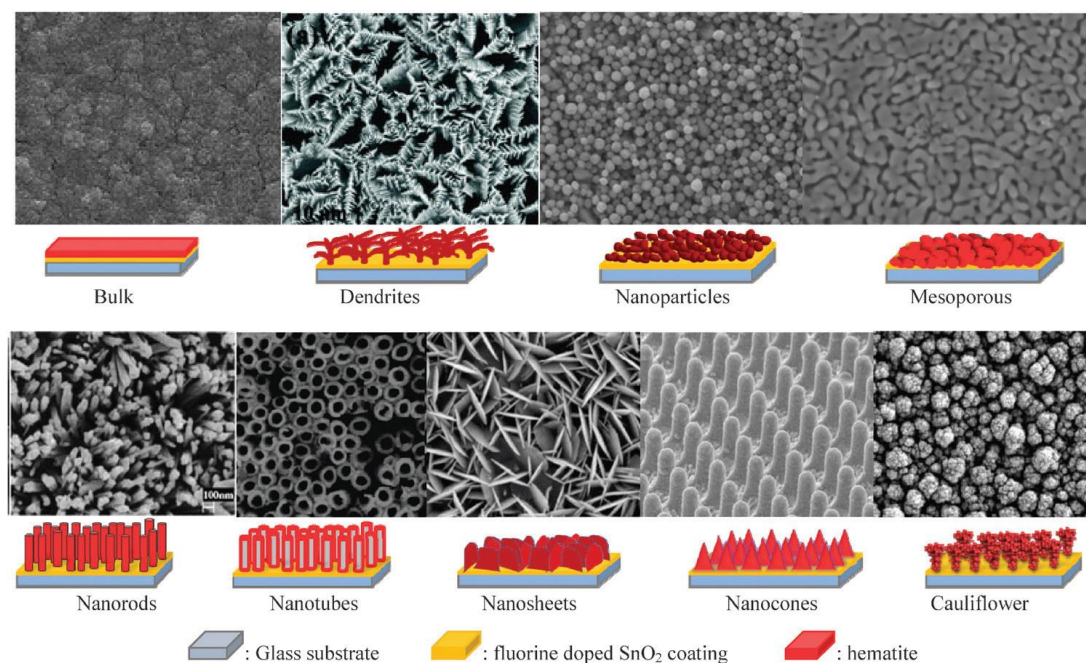 (a)
10 μm
Bulk
Dendrites
Nanoparticles
Mesoporous
100nm
Nanorods
Nanotubes
Nanosheets
Nanocones
Cauliflower
: Glass substrate
: fluorine doped SnO₂ coating
: hematite